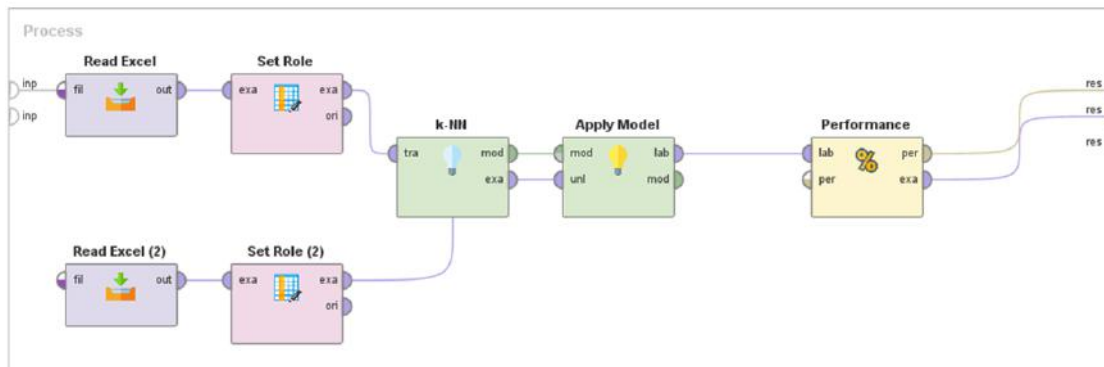 Process
Read Excel
Set Role
inp
fil
out
exa
exa
res
inp
ori
k-NN
Apply Model
Performance
res
tra
mod
mod
lab
lab
per
res
exa
unl
mod
per
exa
Read Excel (2)
Set Role (2)
fil
out
exa
exa
ori
%